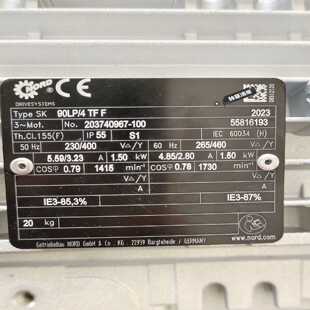 NORD
DRIVESYSTEMS
CE
Type SK 90LP/4 TF F 2023
3~Mot. No. 203740967-100 55816193
Th.Cl.155(F) IP 55 S1 IEC 60034 (H)
50 Hz 230/400 V△/Y 60 Hz 265/460 V△/Y
5.59/3.23 A 1.50 kW 4.85/2.80 A 1.50 kW
COSφ 0.79 1415 min⁻¹ COSφ 0.78 1730 min⁻¹
V△/Y V△/Y
IE3-85,3% IE3-87%
20 kg
www.nord.com
Getriebebau NORD GmbH & Co. KG · 22939 Bargteheide / GERMANY